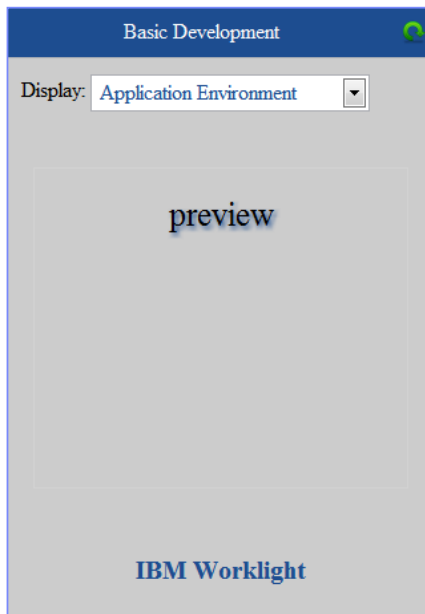 Basic Development
Display: Application Environment
preview
IBM Worklight